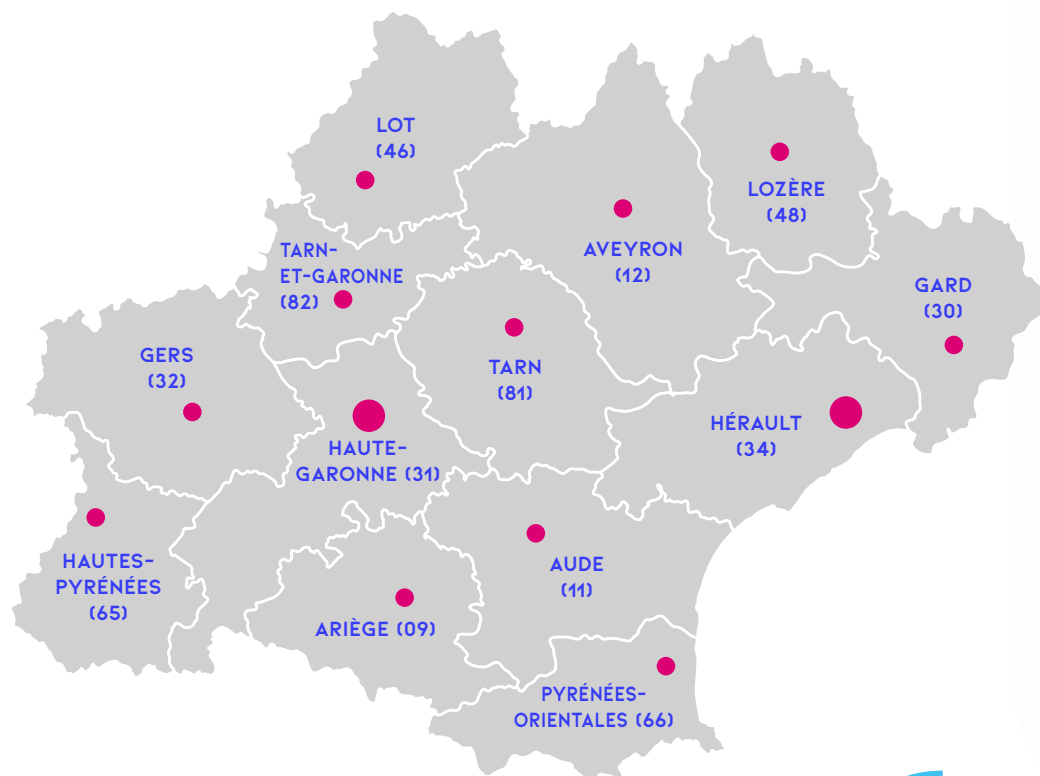 LOT
(46)
LOZÈRE
(48)
AVEYRON
(12)
TARN-
ET-GARONNE
(82)
GARD
(30)
GERS
(32)
TARN
(81)
HÉRAULT
(34)
HAUTE-
GARONNE (31)
HAUTES-
PYRÉNÉES
(65)
AUDE
(11)
ARIÈGE (09)
PYRÉNÉES-
ORIENTALES (66)